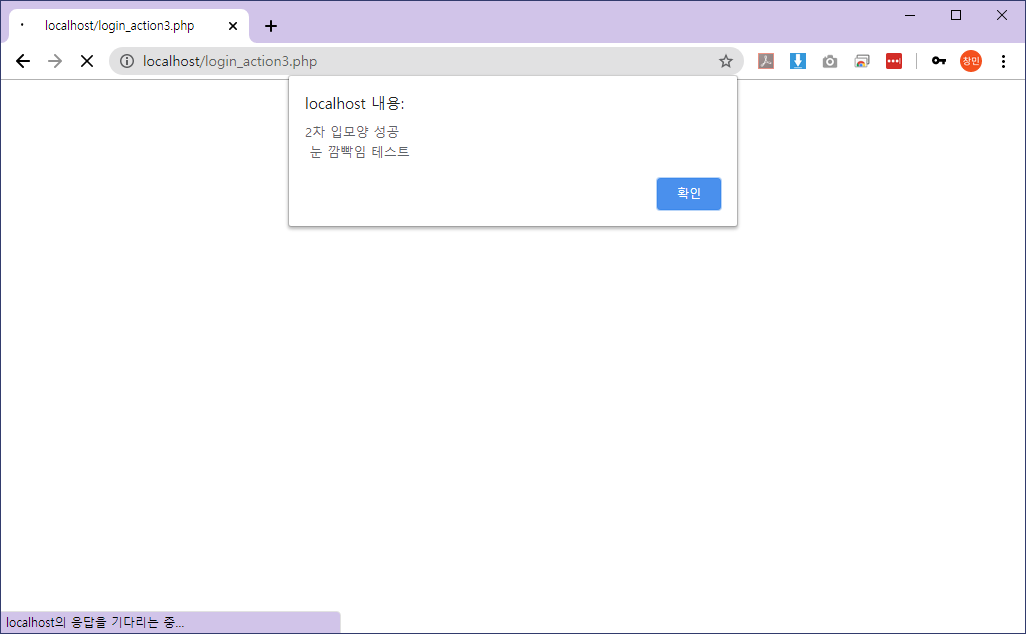 localhost/login_action3.php
localhost/login_action3.php
창민
localhost 내용:
2차 입모양 성공
눈 깜빡임 테스트
확인
localhost의 응답을 기다리는 중...